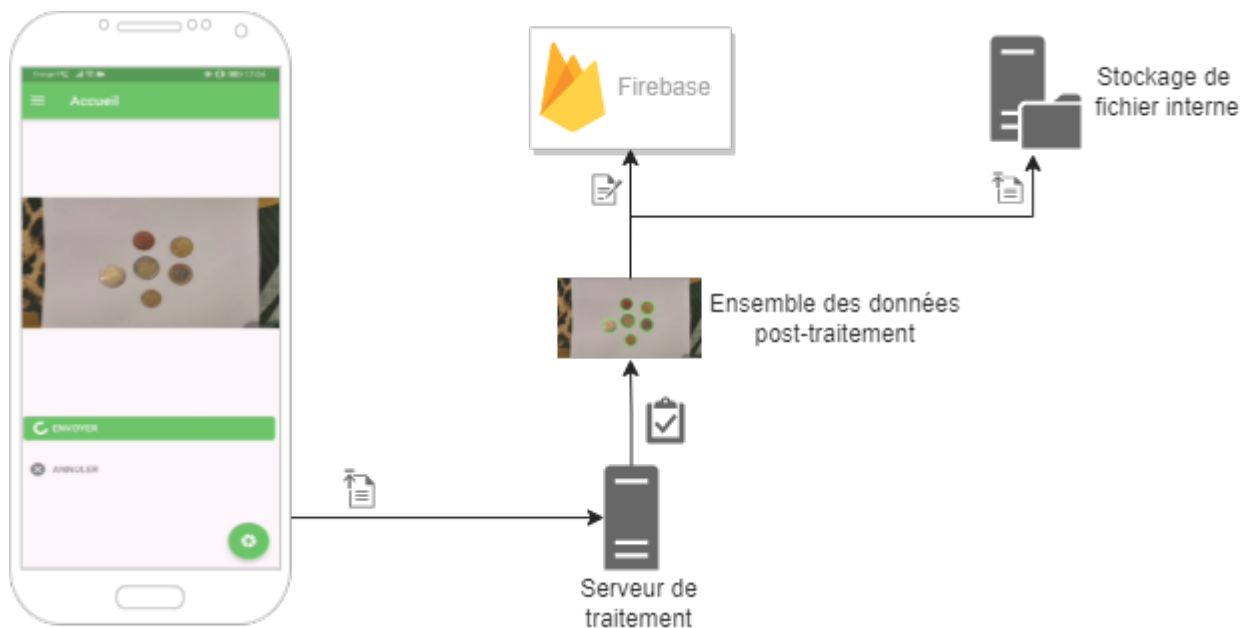 Accueil
ENVOYER
ANNULER
Firebase
Stockage de
fichier interne
Ensemble des données
post-traitement
Serveur de
traitement